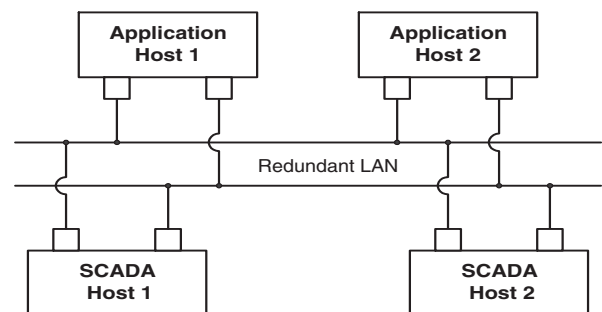 Application
Host 1
Application
Host 2
Redundant LAN
SCADA
Host 1
SCADA
Host 2